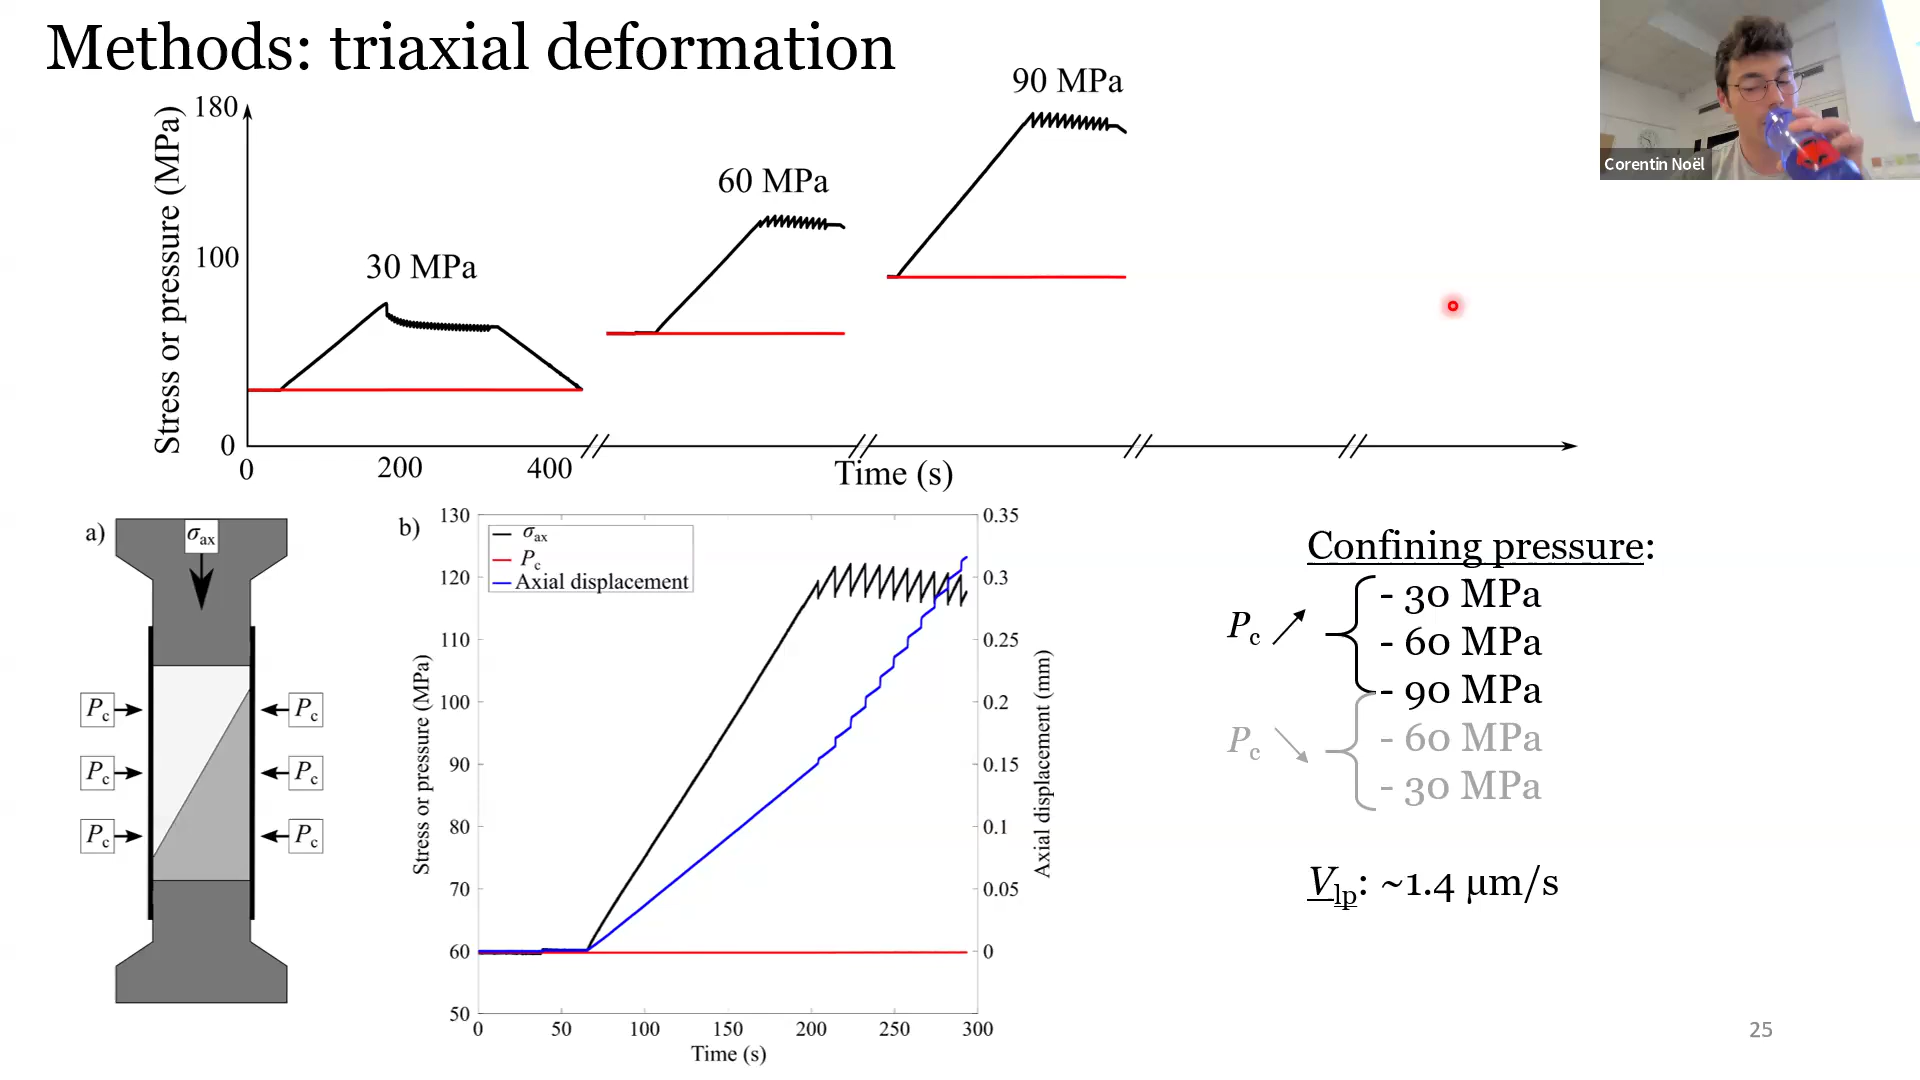 Methods: triaxial deformation
Corentin Noël
Stress or pressure (MPa)
180
100
0
30 MPa
60 MPa
90 MPa
0
200
400
Time (s)
a)
σax
Pc
Pc
Pc
Pc
Pc
Pc
b)
σax
Pc
Axial displacement
Stress or pressure (MPa)
130
120
110
100
90
80
70
60
50
0.35
0.3
0.25
0.2
0.15
0.1
0.05
0
Axial displacement (mm)
0 50 100 150 200 250 300
Time (s)
Confining pressure:
Pc
- 30 MPa
- 60 MPa
- 90 MPa
Pc
- 60 MPa
- 30 MPa
Vlp: ~1.4 μm/s
25